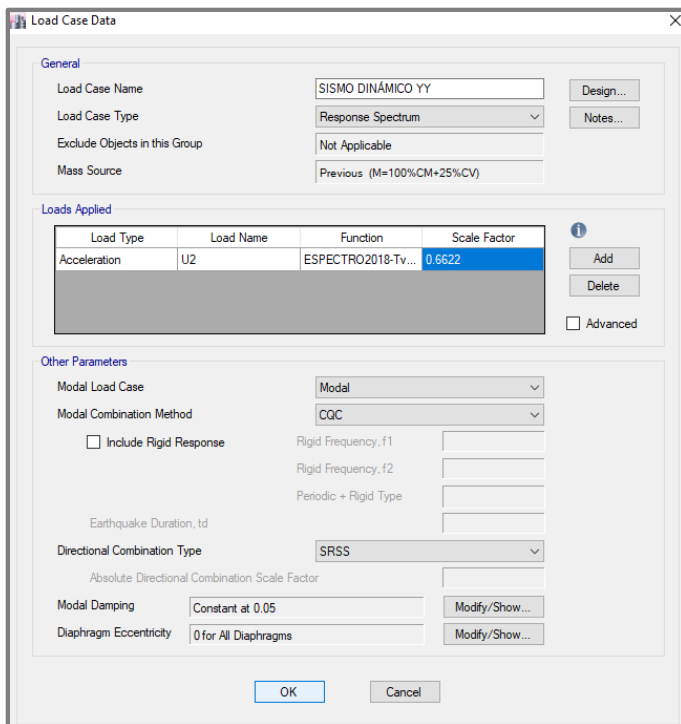 Load Case Data
General
Load Case Name SISMO DINÁMICO YY Design...
Load Case Type Response Spectrum Notes...
Exclude Objects in this Group Not Applicable
Mass Source Previous (M=100%CM+25%CV)
Loads Applied
Load Type Load Name Function Scale Factor
Acceleration U2 ESPECTRO2018-Tv... 0.6622
Add
Delete
Advanced
Other Parameters
Modal Load Case Modal
Modal Combination Method CQC
Include Rigid Response Rigid Frequency, f1
Rigid Frequency, f2
Periodic + Rigid Type
Earthquake Duration, td
Directional Combination Type SRSS
Absolute Directional Combination Scale Factor
Modal Damping Constant at 0.05 Modify/Show...
Diaphragm Eccentricity 0 for All Diaphragms Modify/Show...
OK Cancel